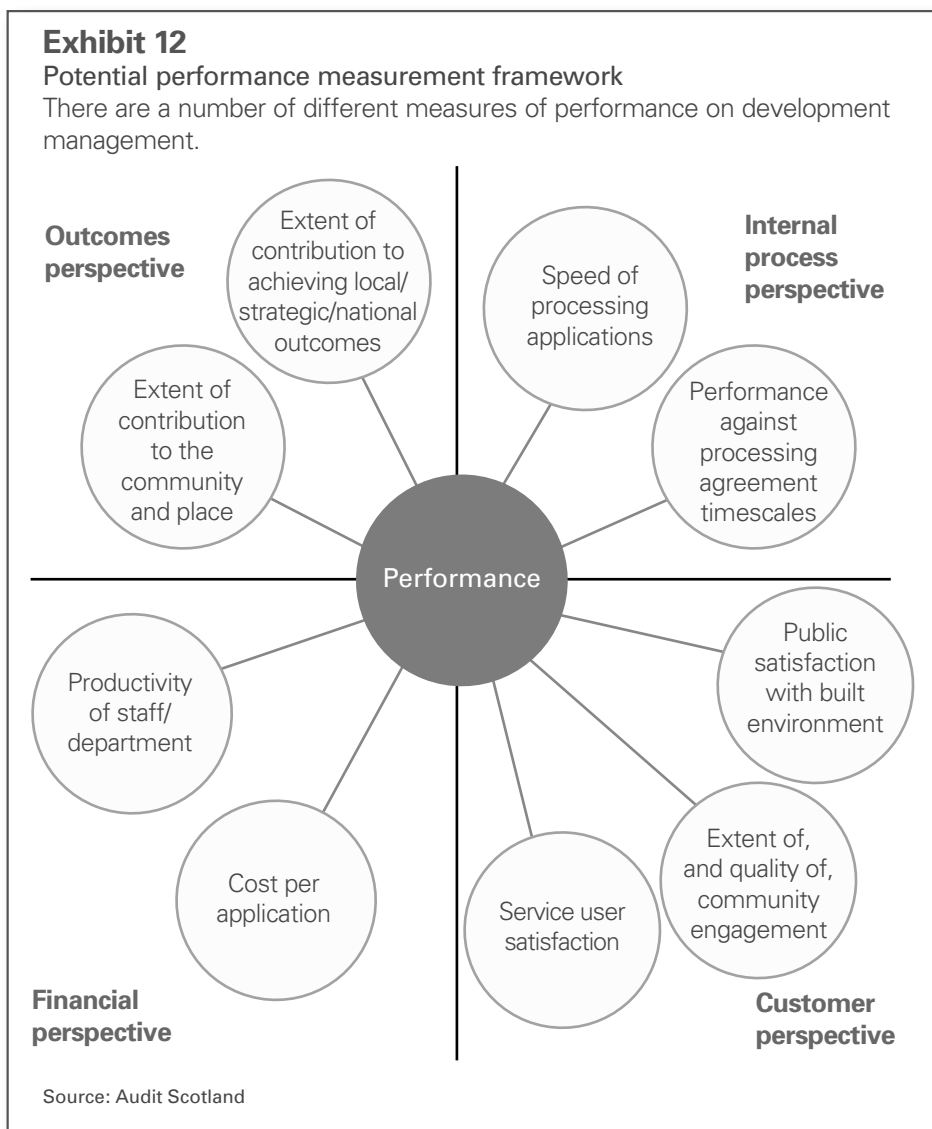 Exhibit 12
Potential performance measurement framework
There are a number of different measures of performance on development
management.
Outcomes
perspective
Extent of
contribution to
achieving local/
strategic/national
outcomes
Extent of
contribution
to the
community
and place
Internal
process
perspective
Speed of
processing
applications
Performance
against
processing
agreement
timescales
Performance
Productivity
of staff/
department
Cost per
application
Financial
perspective
Public
satisfaction
with built
environment
Extent of,
and quality of,
community
engagement
Service user
satisfaction
Customer
perspective
Source: Audit Scotland